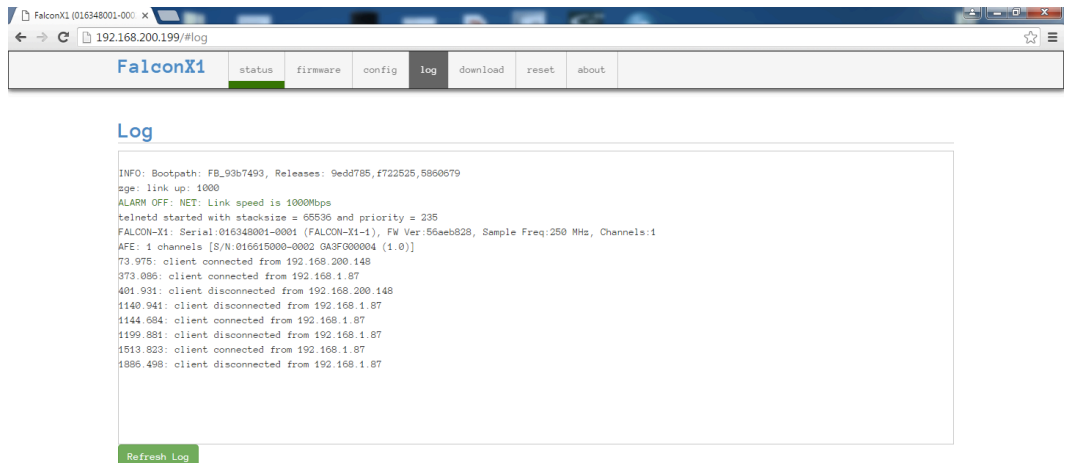 FalconX1 (016348001-000
192.168.200.199/#log
FalconX1 status firmware config log download reset about
Log
INFO: Bootpath: FB_93b7493, Releases: 9edd785,f722525,5860679
zge: link up: 1000
ALARM OFF: NET: Link speed is 1000Mbps
telnetd started with stacksize = 65536 and priority = 235
FALCON-X1: Serial:016348001-0001 (FALCON-X1-1), FW Ver:56aeb828, Sample Freq:250 MHz, Channels:1
AFE: 1 channels [S/N:016615000-0002 GA3FG00004 (1.0)]
73.975: client connected from 192.168.200.148
373.086: client connected from 192.168.1.87
401.931: client disconnected from 192.168.200.148
1140.941: client disconnected from 192.168.1.87
1144.684: client connected from 192.168.1.87
1199.881: client disconnected from 192.168.1.87
1513.823: client connected from 192.168.1.87
1886.498: client disconnected from 192.168.1.87
Refresh Log